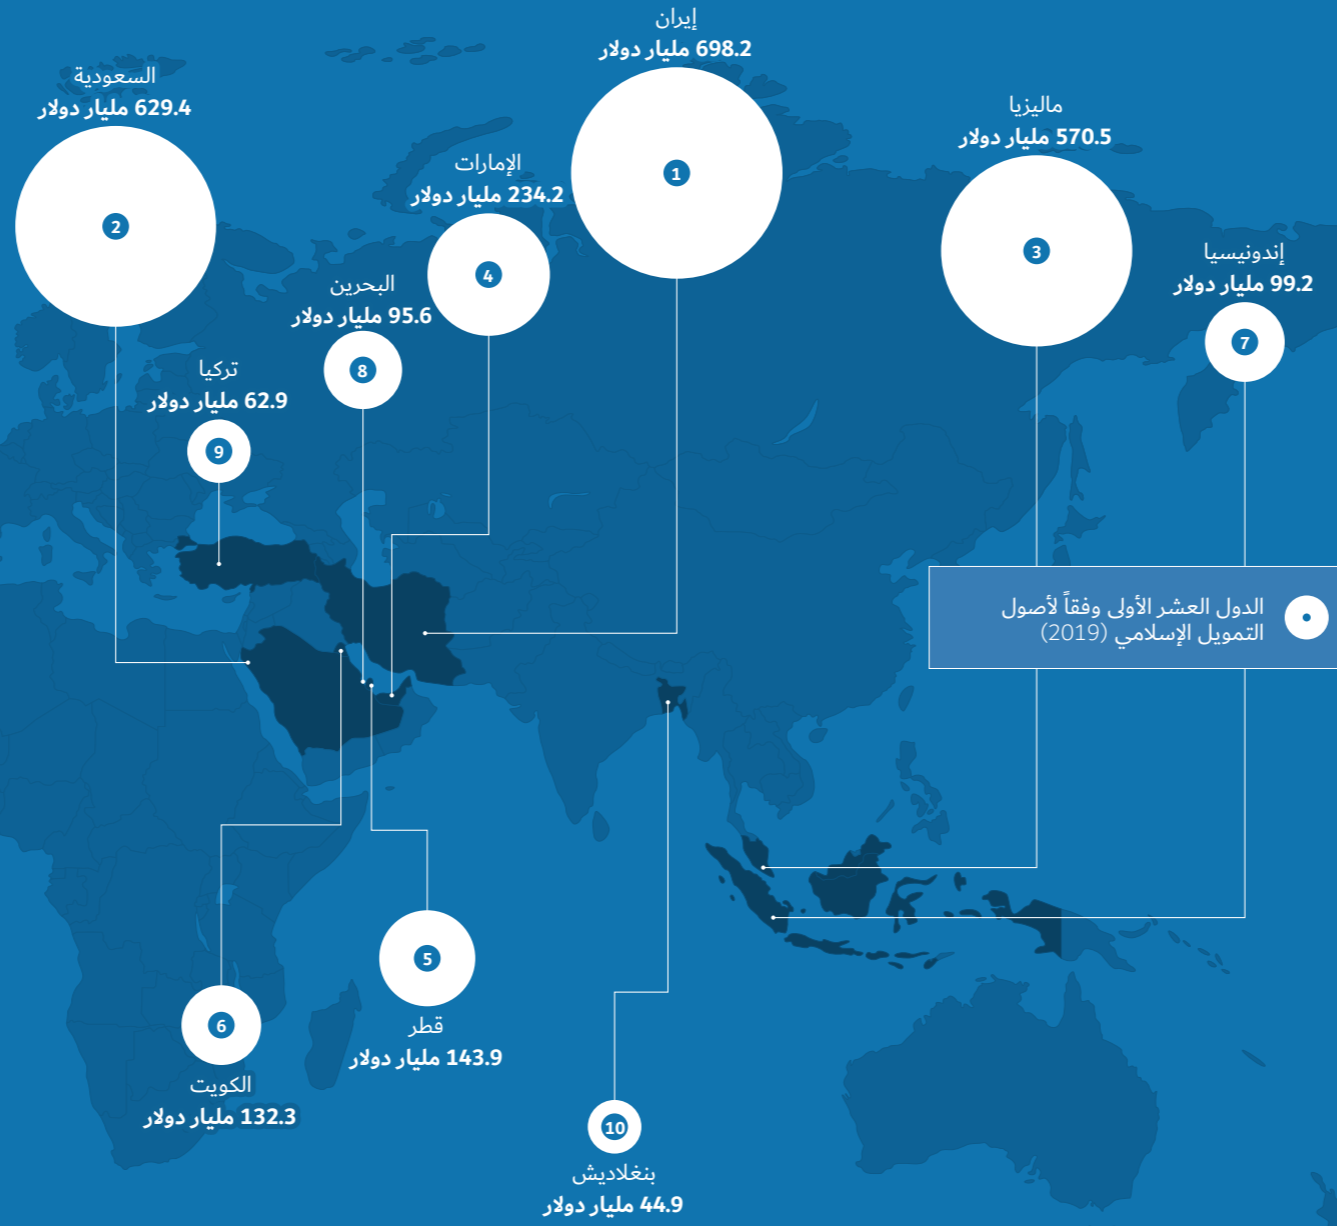 إيران
698.2 مليار دولار
1
السعودية
629.4 مليار دولار
2
ماليزيا
570.5 مليار دولار
3
الإمارات
234.2 مليار دولار
4
إندونيسيا
99.2 مليار دولار
7
البحرين
95.6 مليار دولار
8
تركيا
62.9 مليار دولار
9
الدول العشر الأولى وفقاً لأصول
التمويل الإسلامي (2019)
5
قطر
143.9 مليار دولار
6
الكويت
132.3 مليار دولار
10
بنغلاديش
44.9 مليار دولار